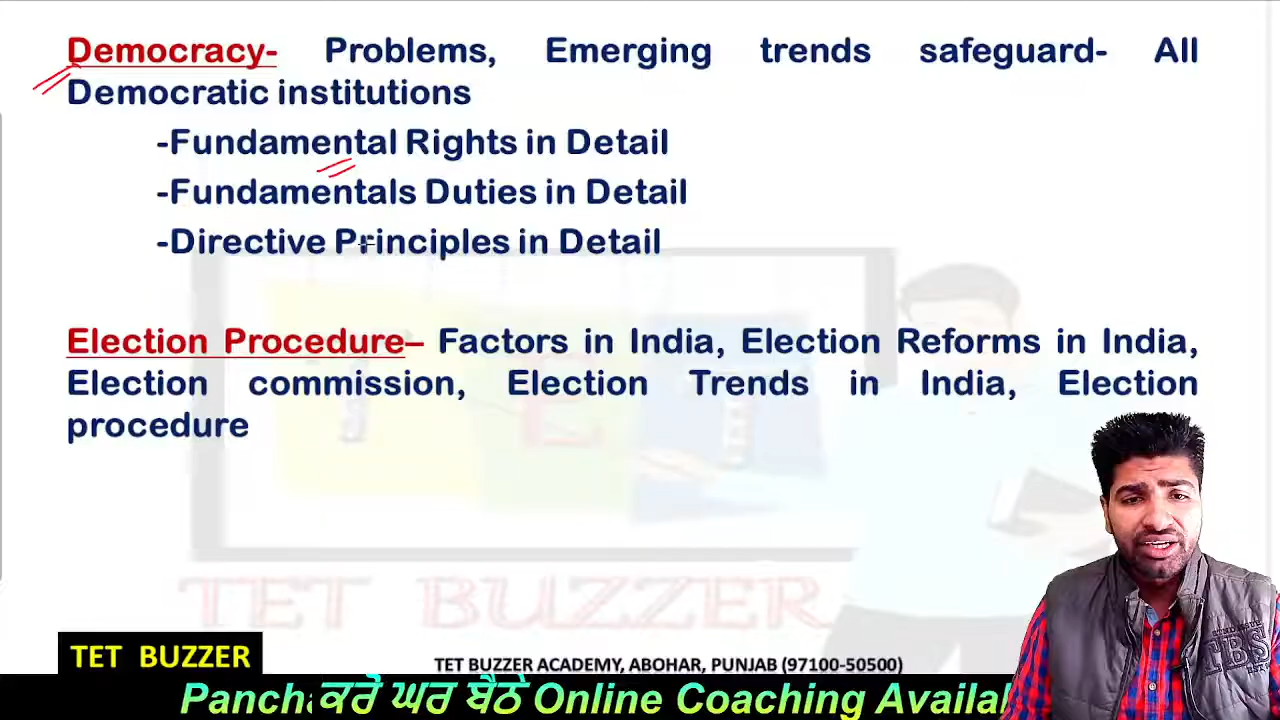 Democracy- Problems, Emerging trends safeguard- All
Democratic institutions
-Fundamental Rights in Detail
-Fundamentals Duties in Detail
-Directive Principles in Detail
Election Procedure– Factors in India, Election Reforms in India,
Election commission, Election Trends in India, Election
procedure
TET BUZZER
TET BUZZER
TET BUZZER ACADEMY, ABOHAR, PUNJAB (97100-50500)
ਕਰੋ ਘਰ ਬੈਠੇ Online Coaching